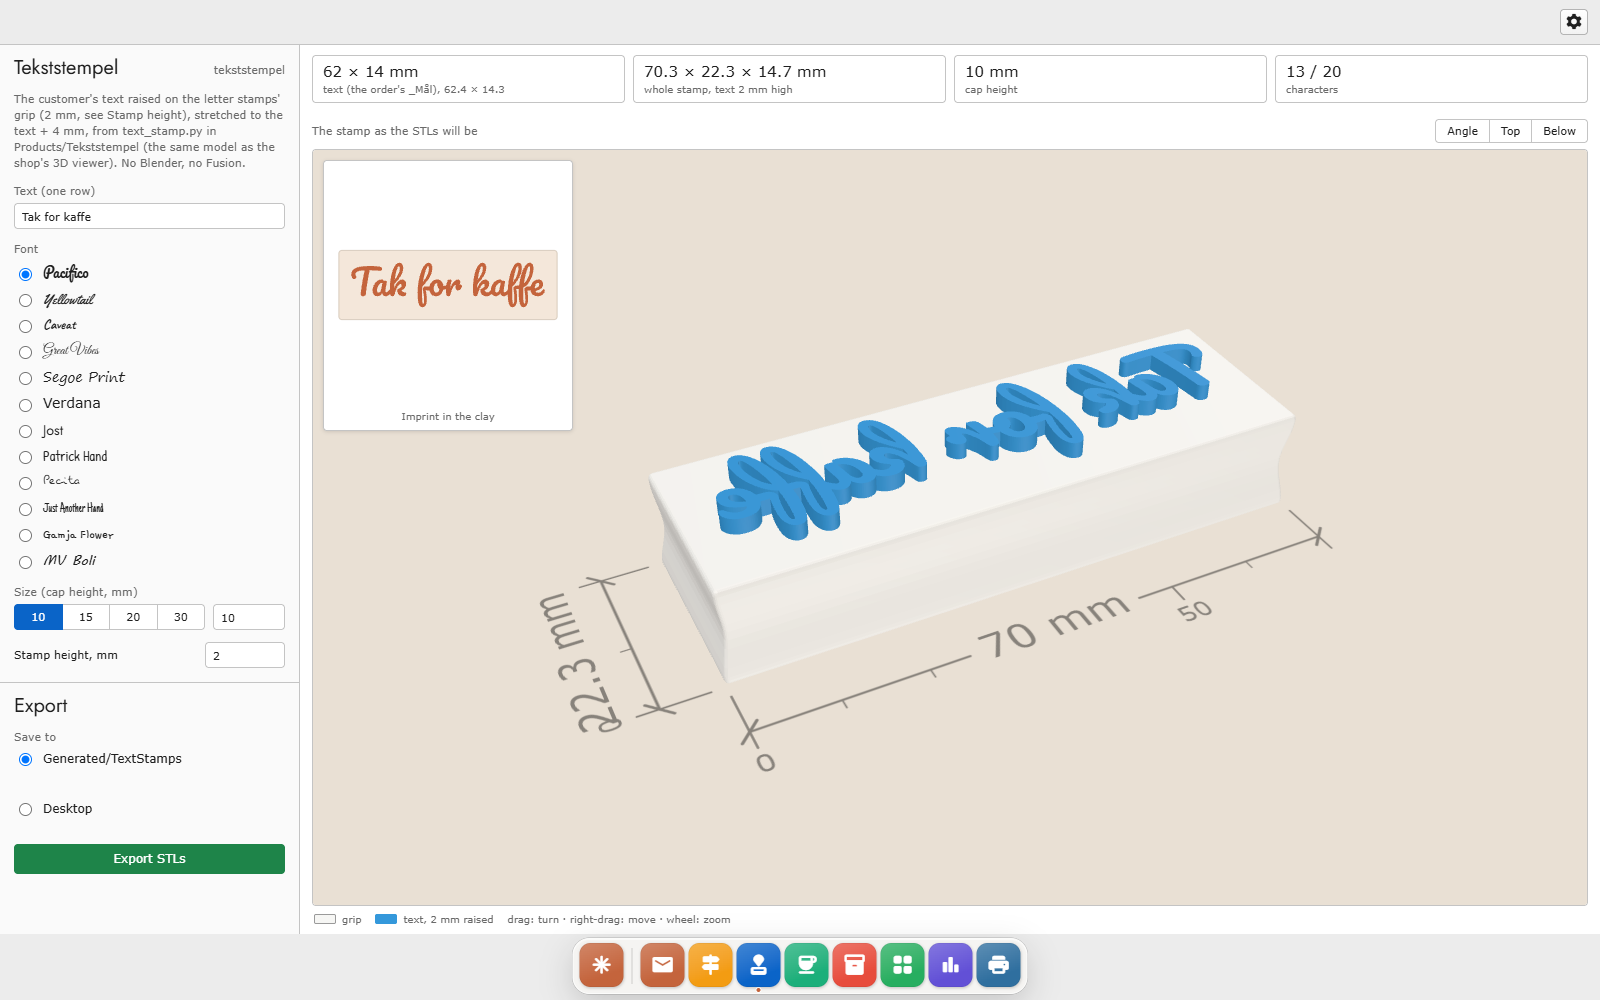 Tekststempel
tekststempel
The customer's text raised on the letter stamps'
grip (2 mm, see Stamp height), stretched to the
text + 4 mm, from text_stamp.py in
Products/Tekststempel (the same model as the
shop's 3D viewer). No Blender, no Fusion.
Text (one row)
Tak for kaffe
Font
Pacifico
Yellowtail
Caveat
Great Vibes
Segoe Print
Verdana
Jost
Patrick Hand
Pecita
Just Another Hand
Gamja Flower
MV Boli
Size (cap height, mm)
10 15 20 30 10
Stamp height, mm 2
Export
Save to
Generated/TextStamps
Desktop
Export STLs
62 × 14 mm
text (the order's _Mål), 62.4 × 14.3
70.3 × 22.3 × 14.7 mm
whole stamp, text 2 mm high
10 mm
cap height
13 / 20
characters
The stamp as the STLs will be
Angle Top Below
Tak for kaffe
Imprint in the clay
Tak for kaffe
22.3 mm
0
70 mm
50
grip
text, 2 mm raised
drag: turn · right-drag: move · wheel: zoom